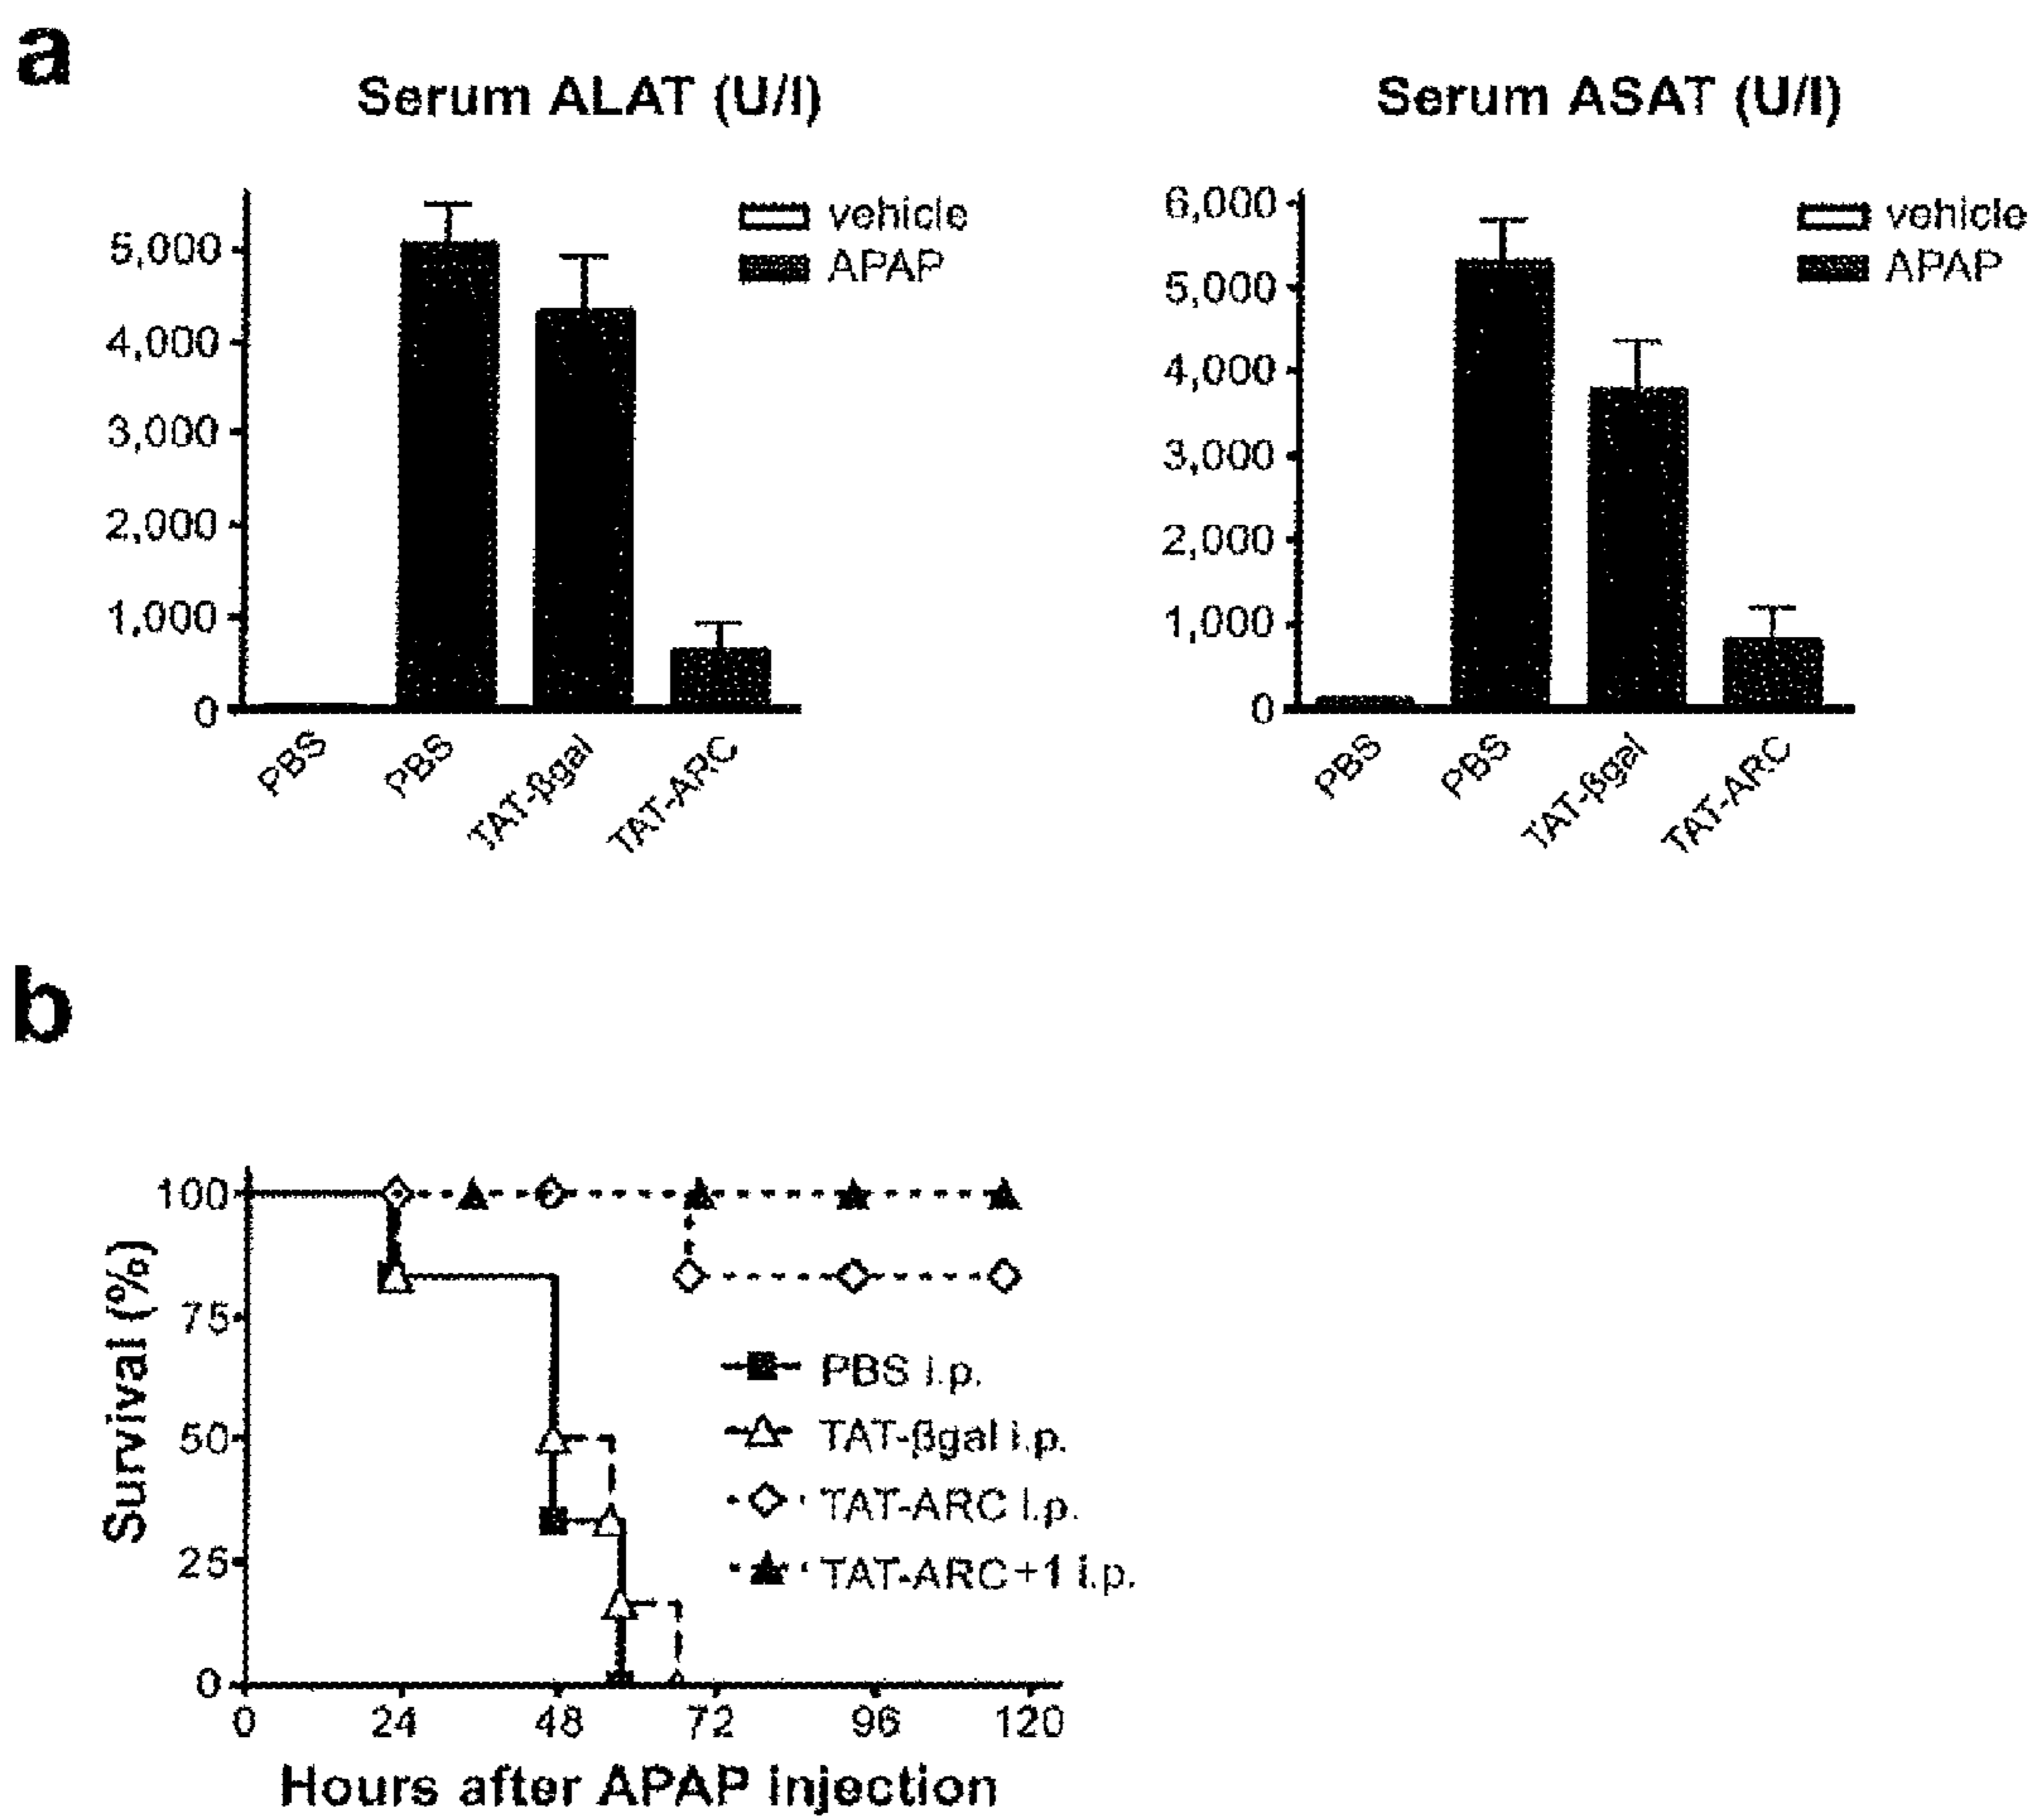 a
Serum ALAT (U/l)
5,000
4,000
3,000
2,000
1,000
0
vehicle
APAP
PBS
PBS
TAT-βgal
TAT-ARC
Serum ASAT (U/l)
6,000
5,000
4,000
3,000
2,000
1,000
0
vehicle
APAP
PBS
PBS
TAT-βgal
TAT-ARC
b
Survival (%)
100
75
50
25
0
PBS i.p.
TAT-βgal i.p.
TAT-ARC i.p.
TAT-ARC+1 i.p.
0 24 48 72 96 120
Hours after APAP injection